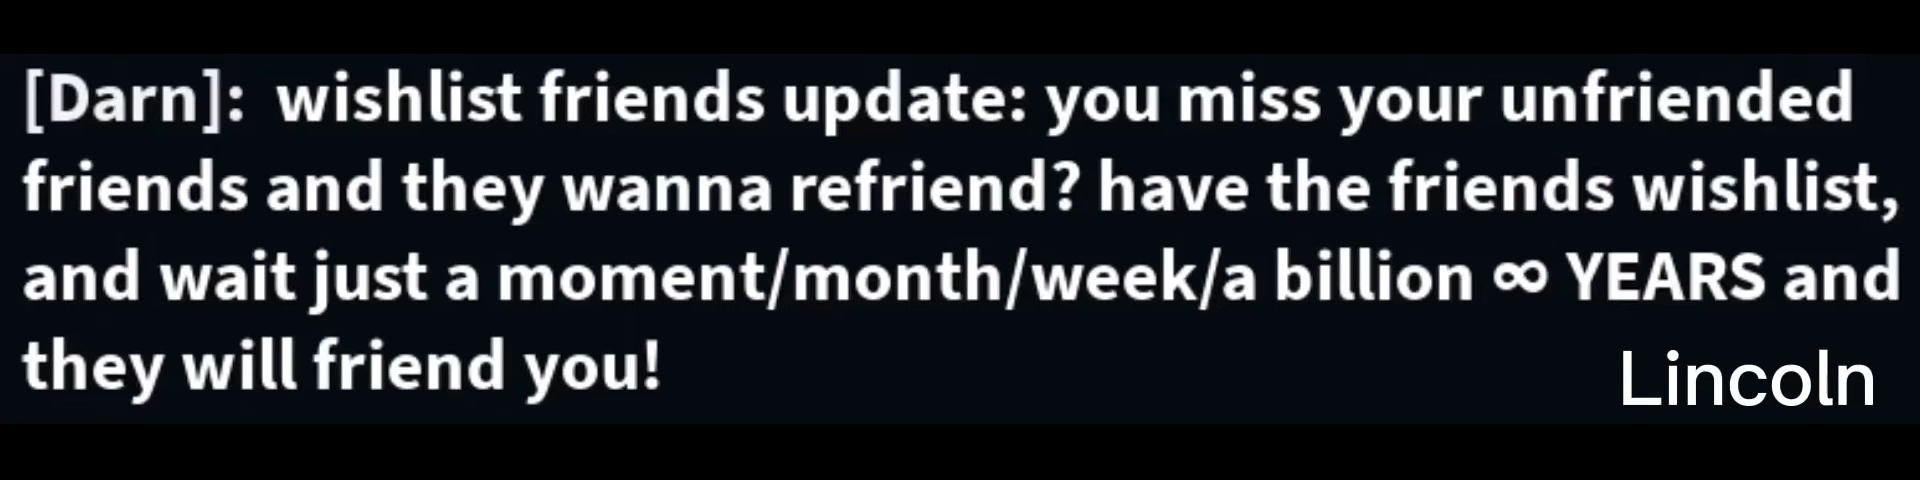 [Darn]:  wishlist friends update: you miss your unfriended
friends and they wanna refriend? have the friends wishlist,
and wait just a moment/month/week/a billion ∞ YEARS and
they will friend you!
Lincoln